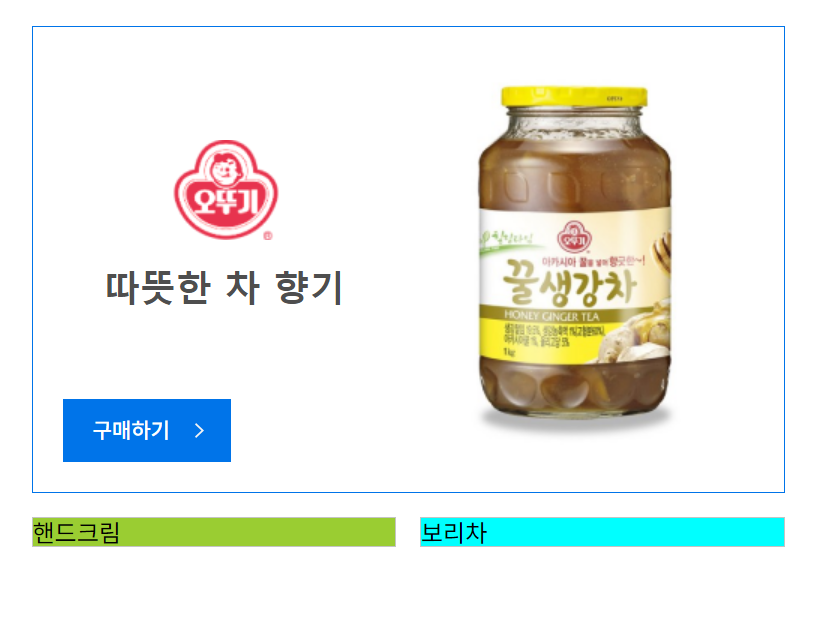 오뚜기
따뜻한 차 향기
구매하기
오뚜기
아카시아 꿀을 넣어 향긋한~!
꿀생강차
HONEY GINGER TEA
1kg
핸드크림
보리차